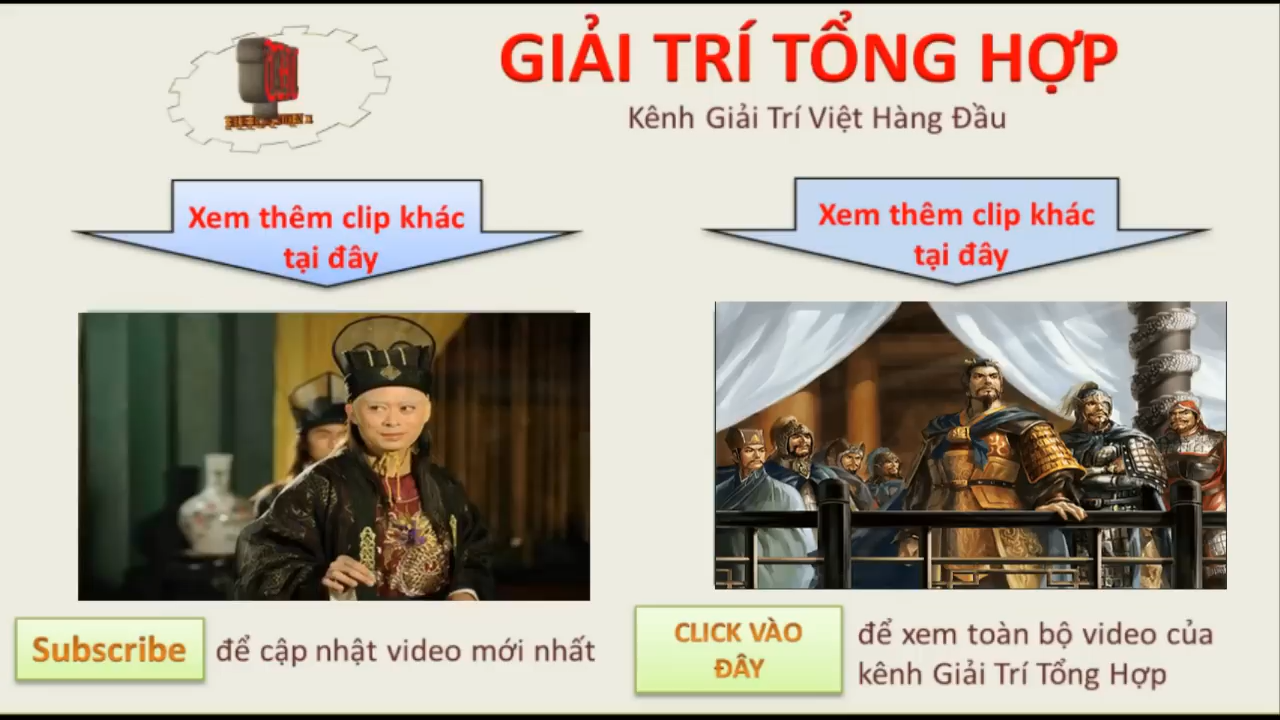 GIẢI TRÍ TỔNG HỢP
Kênh Giải Trí Việt Hàng Đầu
Xem thêm clip khác
tại đây
Xem thêm clip khác
tại đây
Subscribe
để cập nhật video mới nhất
CLICK VÀO
ĐÂY
để xem toàn bộ video của
kênh Giải Trí Tổng Hợp